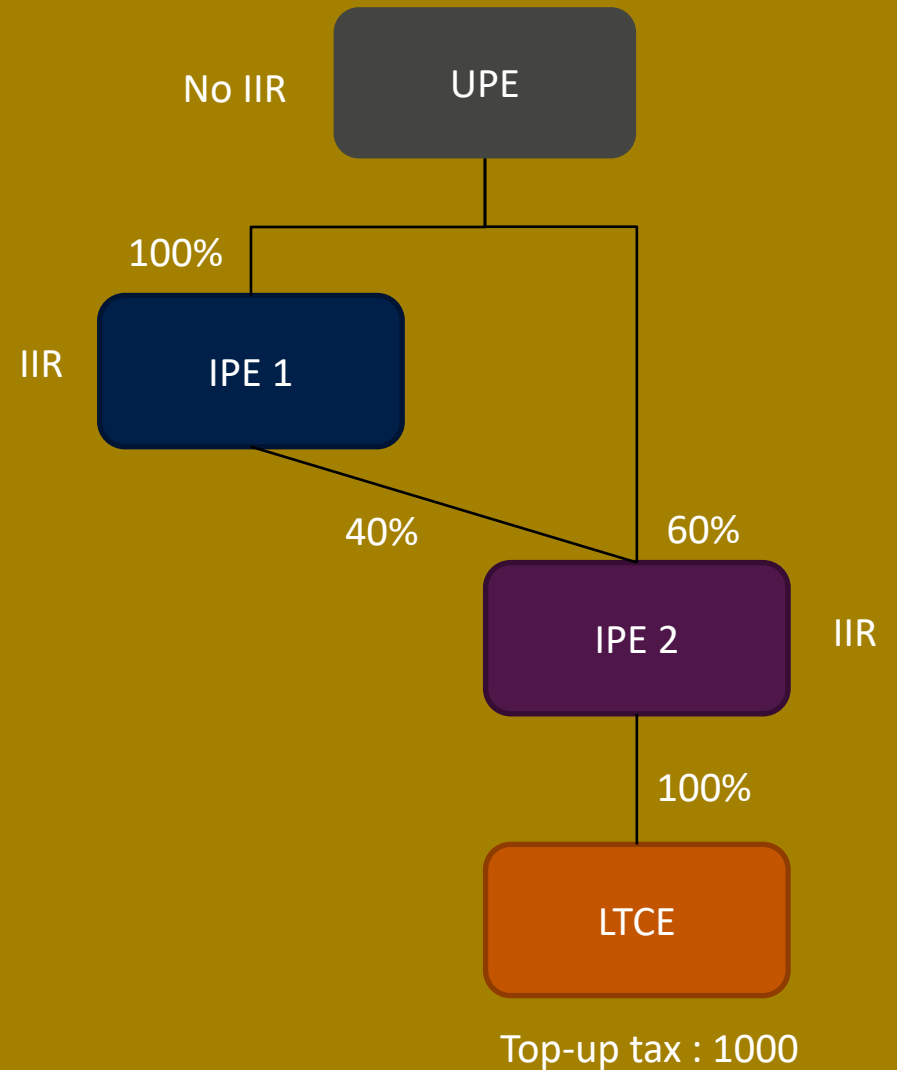 UPE
No IIR
100%
IIR
IPE 1
40%
60%
IPE 2
IIR
100%
LTCE
Top-up tax : 1000